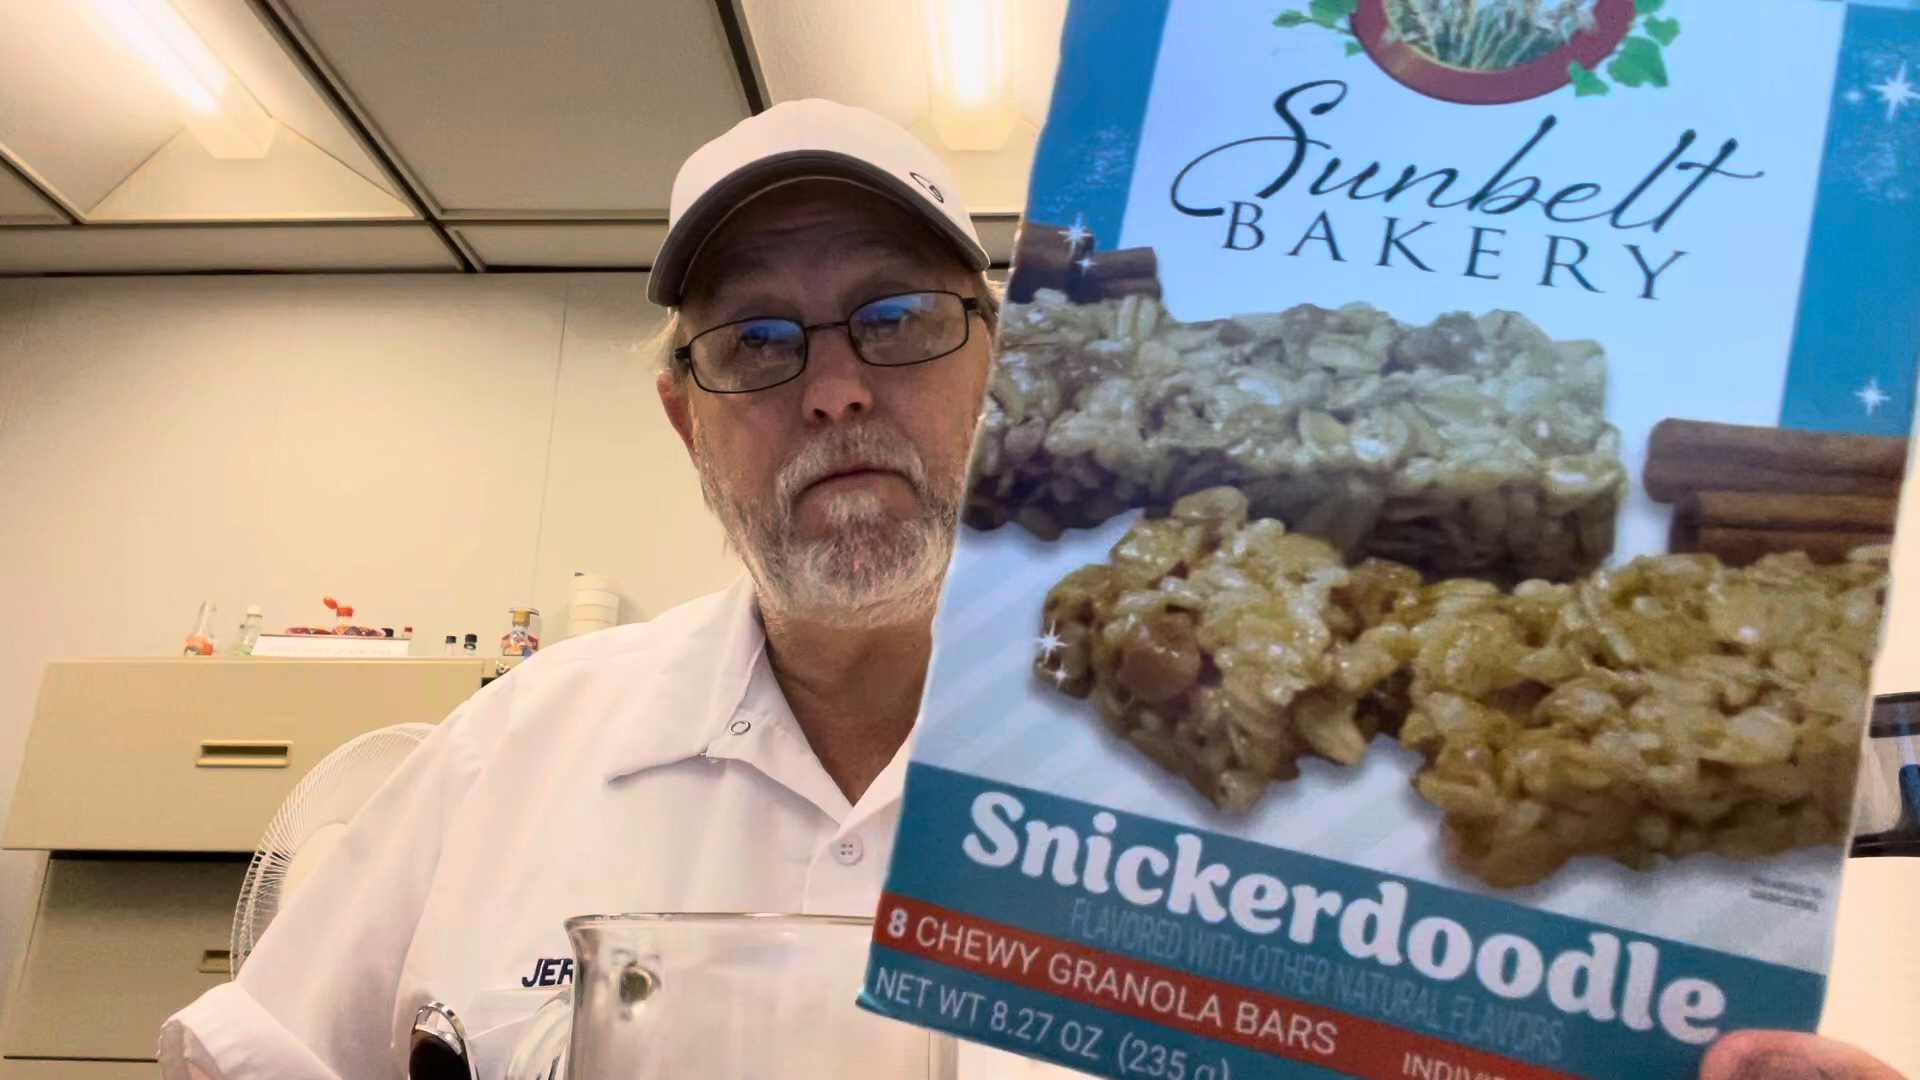 Sunbelt
BAKERY
Snickerdoodle
FLAVORED WITH OTHER NATURAL FLAVORS
8 CHEWY GRANOLA BARS
NET WT 8.27 OZ (235 g)
JER